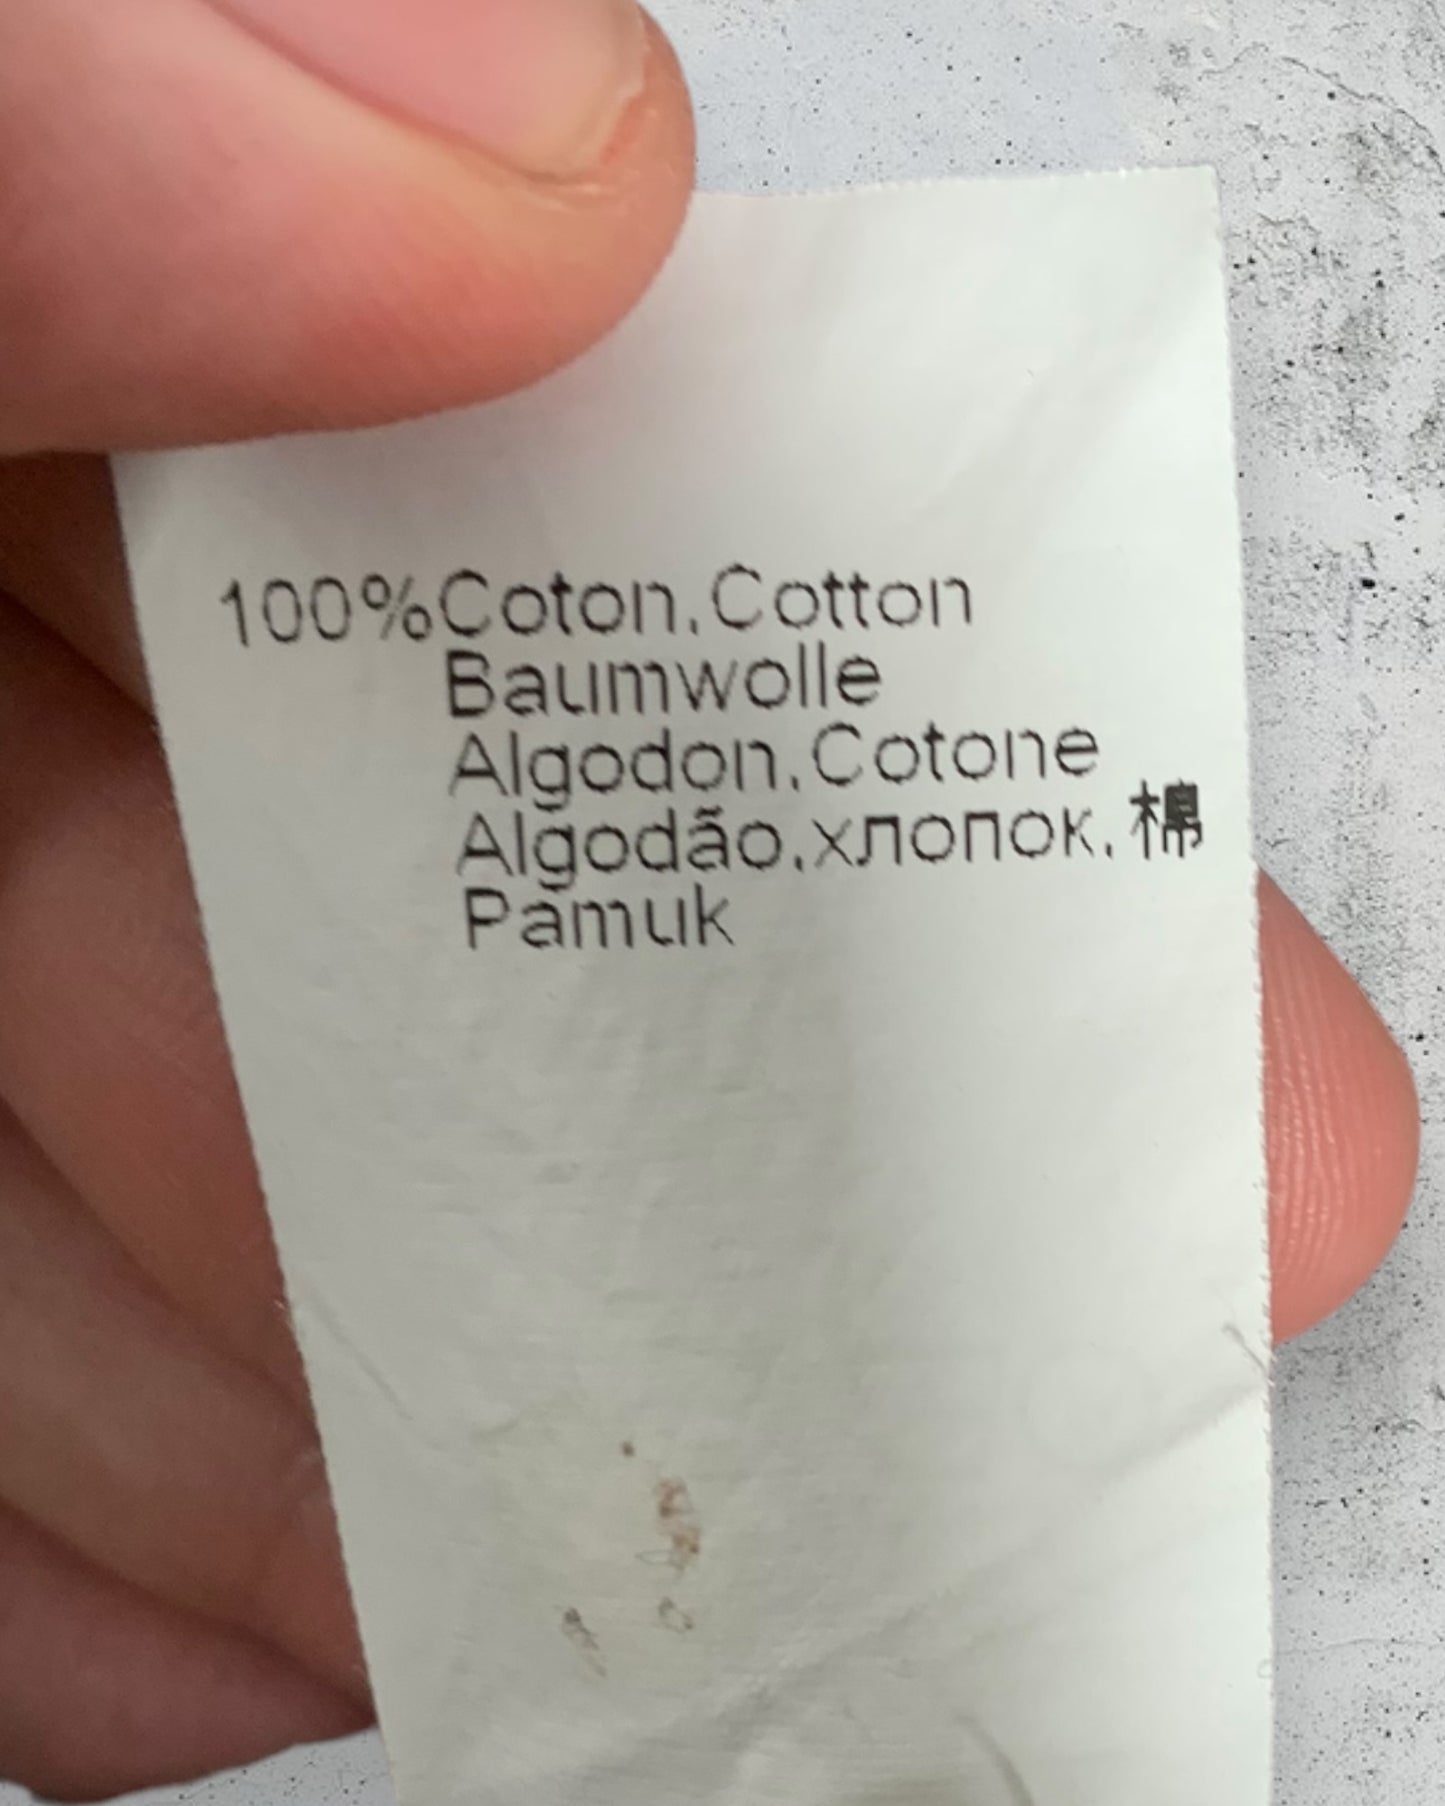 100%Coton.Cotton
Baumwolle
Algodon.Cotone
Algodão.хлопок.棉
Pamuk